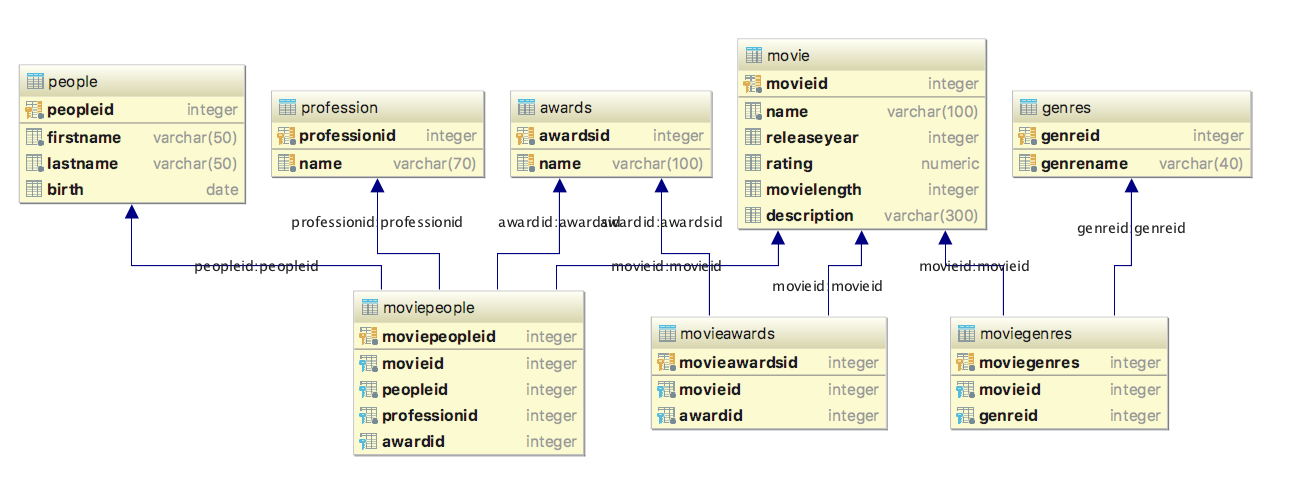 people
peopleid integer
firstname varchar(50)
lastname varchar(50)
birth date
profession
professionid integer
name varchar(70)
awards
awardsid integer
name varchar(100)
movie
movieid integer
name varchar(100)
releaseyear integer
rating numeric
movielength integer
description varchar(300)
genres
genreid integer
genrename varchar(40)
professionid:professionid
awardid:awardsid
awardid:awardsid
genreid:genreid
peopleid:peopleid
movieid:movieid
movieid:movieid
movieid:movieid
moviepeople
moviepeopleid integer
movieid integer
peopleid integer
professionid integer
awardid integer
movieawards
movieawardsid integer
movieid integer
awardid integer
moviegenres
moviegenres integer
movieid integer
genreid integer